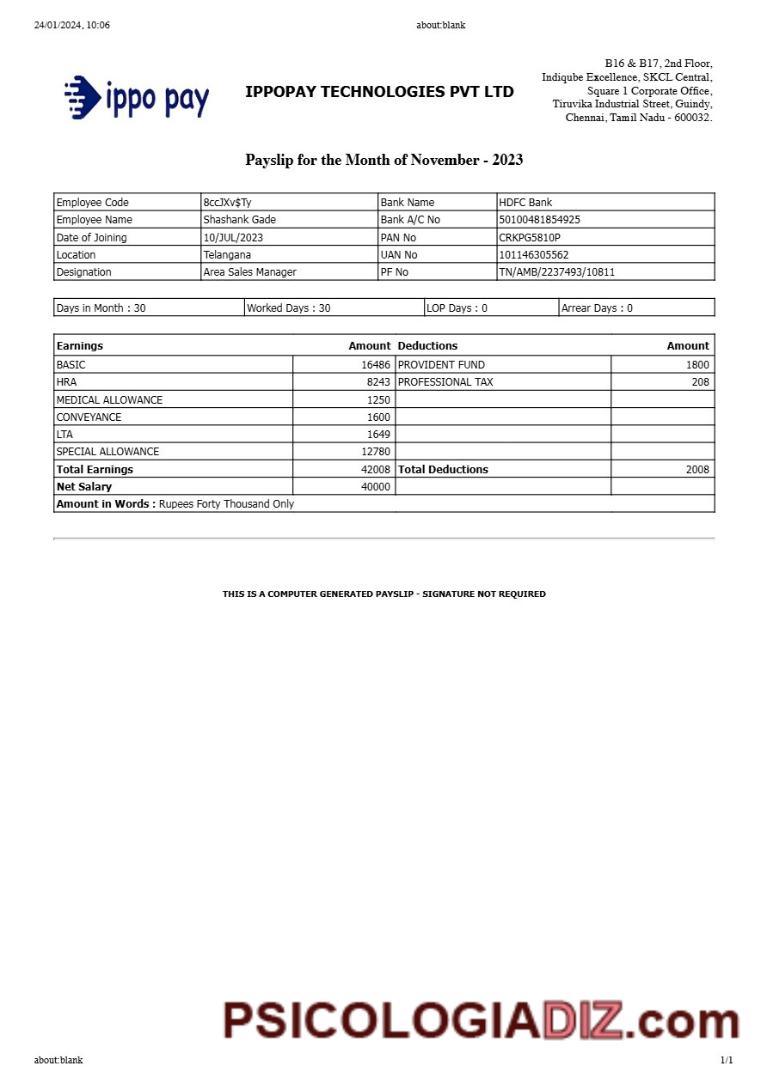 24/01/2024, 10:06 about:blank
B16 & B17, 2nd Floor,
Indiqube Excellence, SKCL Central,
Square 1 Corporate Office,
Tiruvika Industrial Street, Guindy,
Chennai, Tamil Nadu - 600032.
ippo pay
IPPOPAY TECHNOLOGIES PVT LTD
Payslip for the Month of November - 2023
Employee Code 8ccJXv$Ty Bank Name HDFC Bank
Employee Name Shashank Gade Bank A/C No 50100481854925
Date of Joining 10/JUL/2023 PAN No CRKPG5810P
Location Telangana UAN No 101146305562
Designation Area Sales Manager PF No TN/AMB/2237493/10811
Days in Month : 30 Worked Days : 30 LOP Days : 0 Arrear Days : 0
Earnings Amount Deductions Amount
BASIC 16486 PROVIDENT FUND 1800
HRA 8243 PROFESSIONAL TAX 208
MEDICAL ALLOWANCE 1250
CONVEYANCE 1600
LTA 1649
SPECIAL ALLOWANCE 12780
Total Earnings 42008 Total Deductions 2008
Net Salary 40000
Amount in Words : Rupees Forty Thousand Only
THIS IS A COMPUTER GENERATED PAYSLIP - SIGNATURE NOT REQUIRED
PSICOLOGIADIZ.com
about:blank 1/1